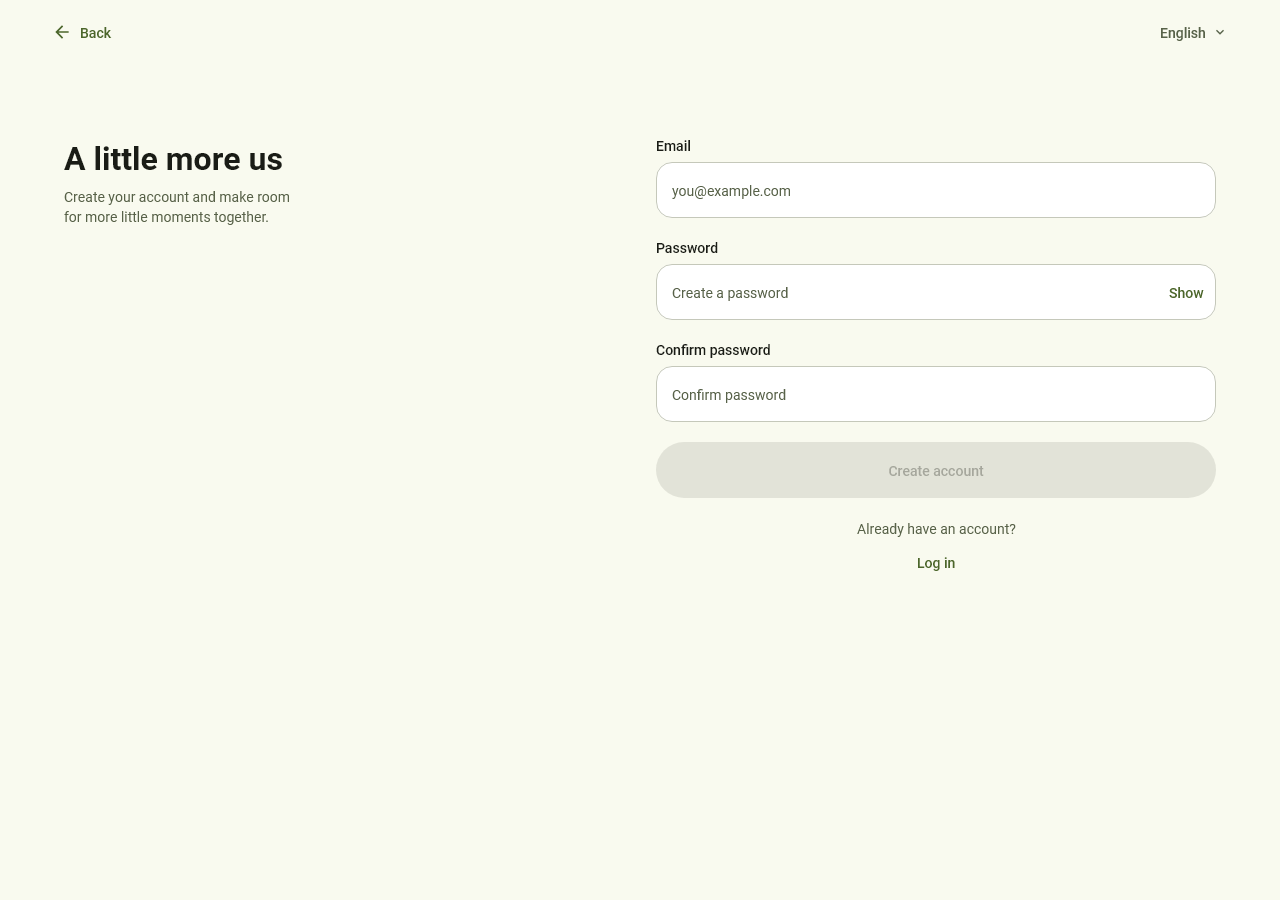 Back
English
A little more us
Create your account and make room
for more little moments together.
Email
you@example.com
Password
Create a password
Show
Confirm password
Confirm password
Create account
Already have an account?
Log in